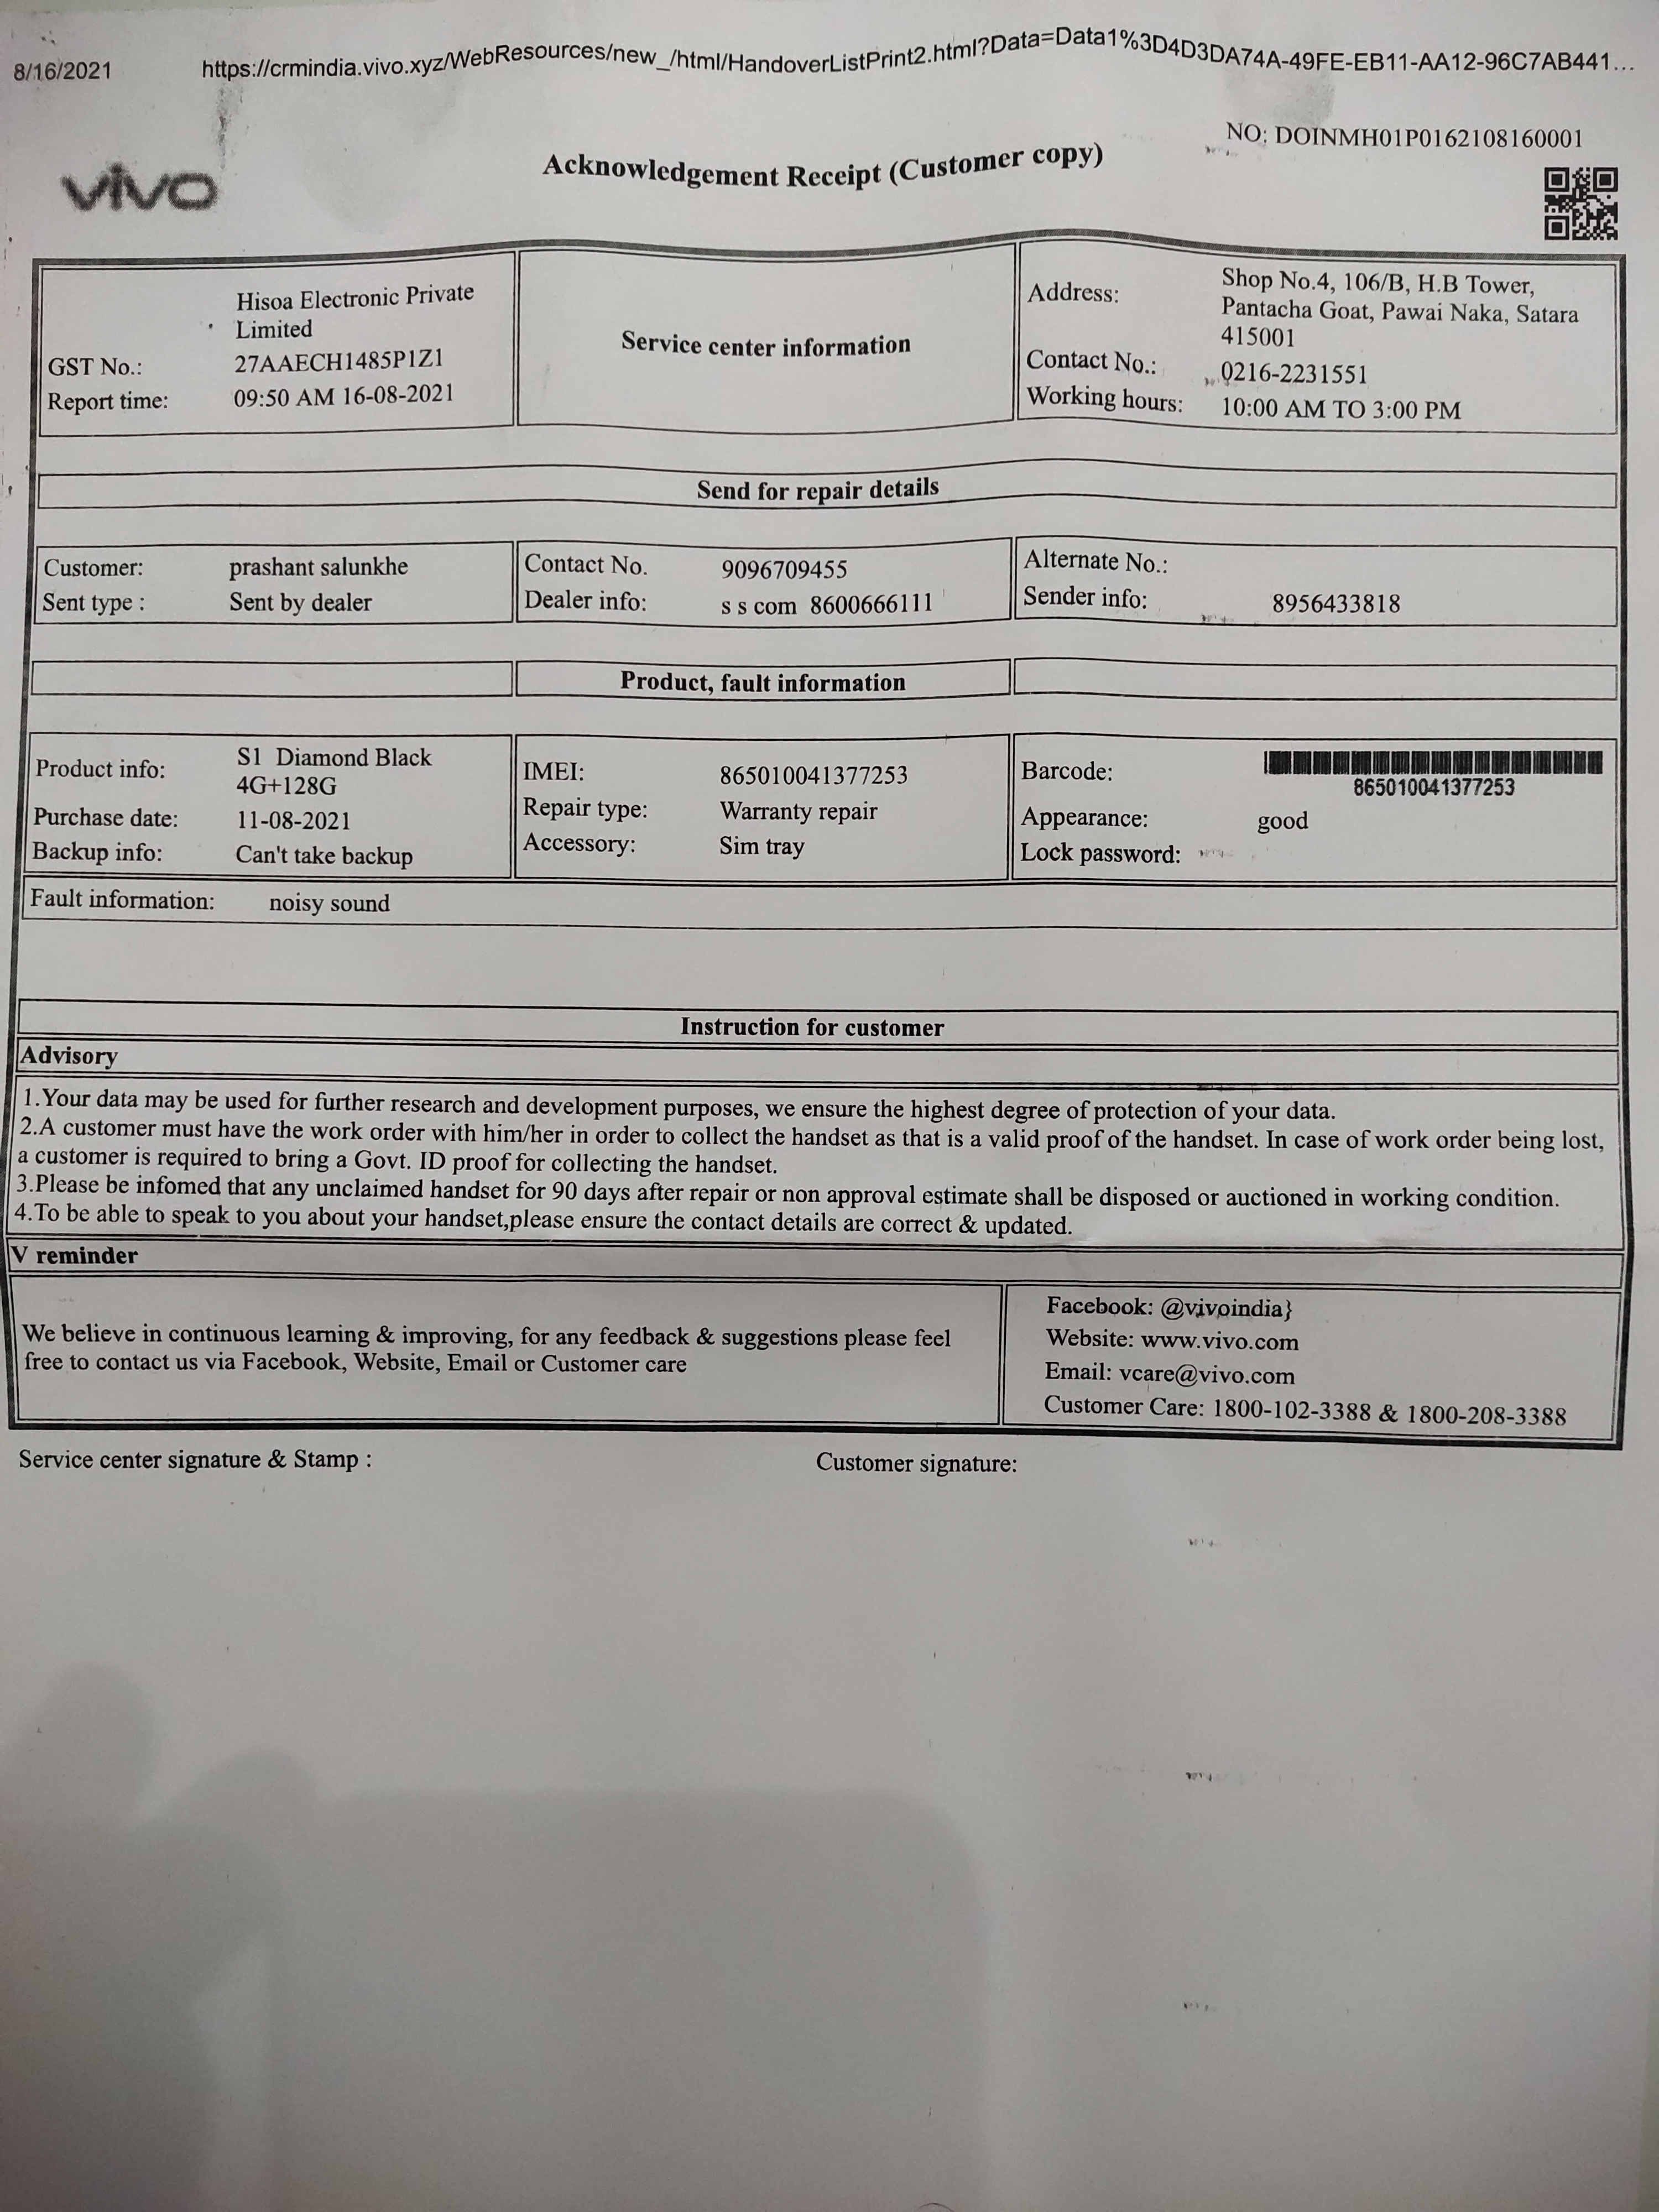 8/16/2021 https://crmindia.vivo.xyz/WebResources/new_/html/HandoverListPrint2.html?Data=Data1%3D4D3DA74A-49FE-EB11-AA12-96C7AB441...
NO: DOINMH01P0162108160001
vivo
Acknowledgement Receipt (Customer copy)
Hisoa Electronic Private
Limited
GST No.: 27AAECH1485P1Z1
Report time: 09:50 AM 16-08-2021
Service center information
Address: Shop No.4, 106/B, H.B Tower,
Pantacha Goat, Pawai Naka, Satara
415001
Contact No.: 0216-2231551
Working hours: 10:00 AM TO 3:00 PM
Send for repair details
Customer: prashant salunkhe
Sent type : Sent by dealer
Contact No. 9096709455
Dealer info: s s com 8600666111
Alternate No.:
Sender info: 8956433818
Product, fault information
Product info: S1 Diamond Black
4G+128G
Purchase date: 11-08-2021
Backup info: Can't take backup
IMEI: 865010041377253
Repair type: Warranty repair
Accessory: Sim tray
Barcode:
865010041377253
Appearance: good
Lock password:
Fault information: noisy sound
Instruction for customer
Advisory
1.Your data may be used for further research and development purposes, we ensure the highest degree of protection of your data.
2.A customer must have the work order with him/her in order to collect the handset as that is a valid proof of the handset. In case of work order being lost,
a customer is required to bring a Govt. ID proof for collecting the handset.
3.Please be infomed that any unclaimed handset for 90 days after repair or non approval estimate shall be disposed or auctioned in working condition.
4.To be able to speak to you about your handset,please ensure the contact details are correct & updated.
V reminder
We believe in continuous learning & improving, for any feedback & suggestions please feel
free to contact us via Facebook, Website, Email or Customer care
Facebook: @vivoindia}
Website: www.vivo.com
Email: vcare@vivo.com
Customer Care: 1800-102-3388 & 1800-208-3388
Service center signature & Stamp :
Customer signature: